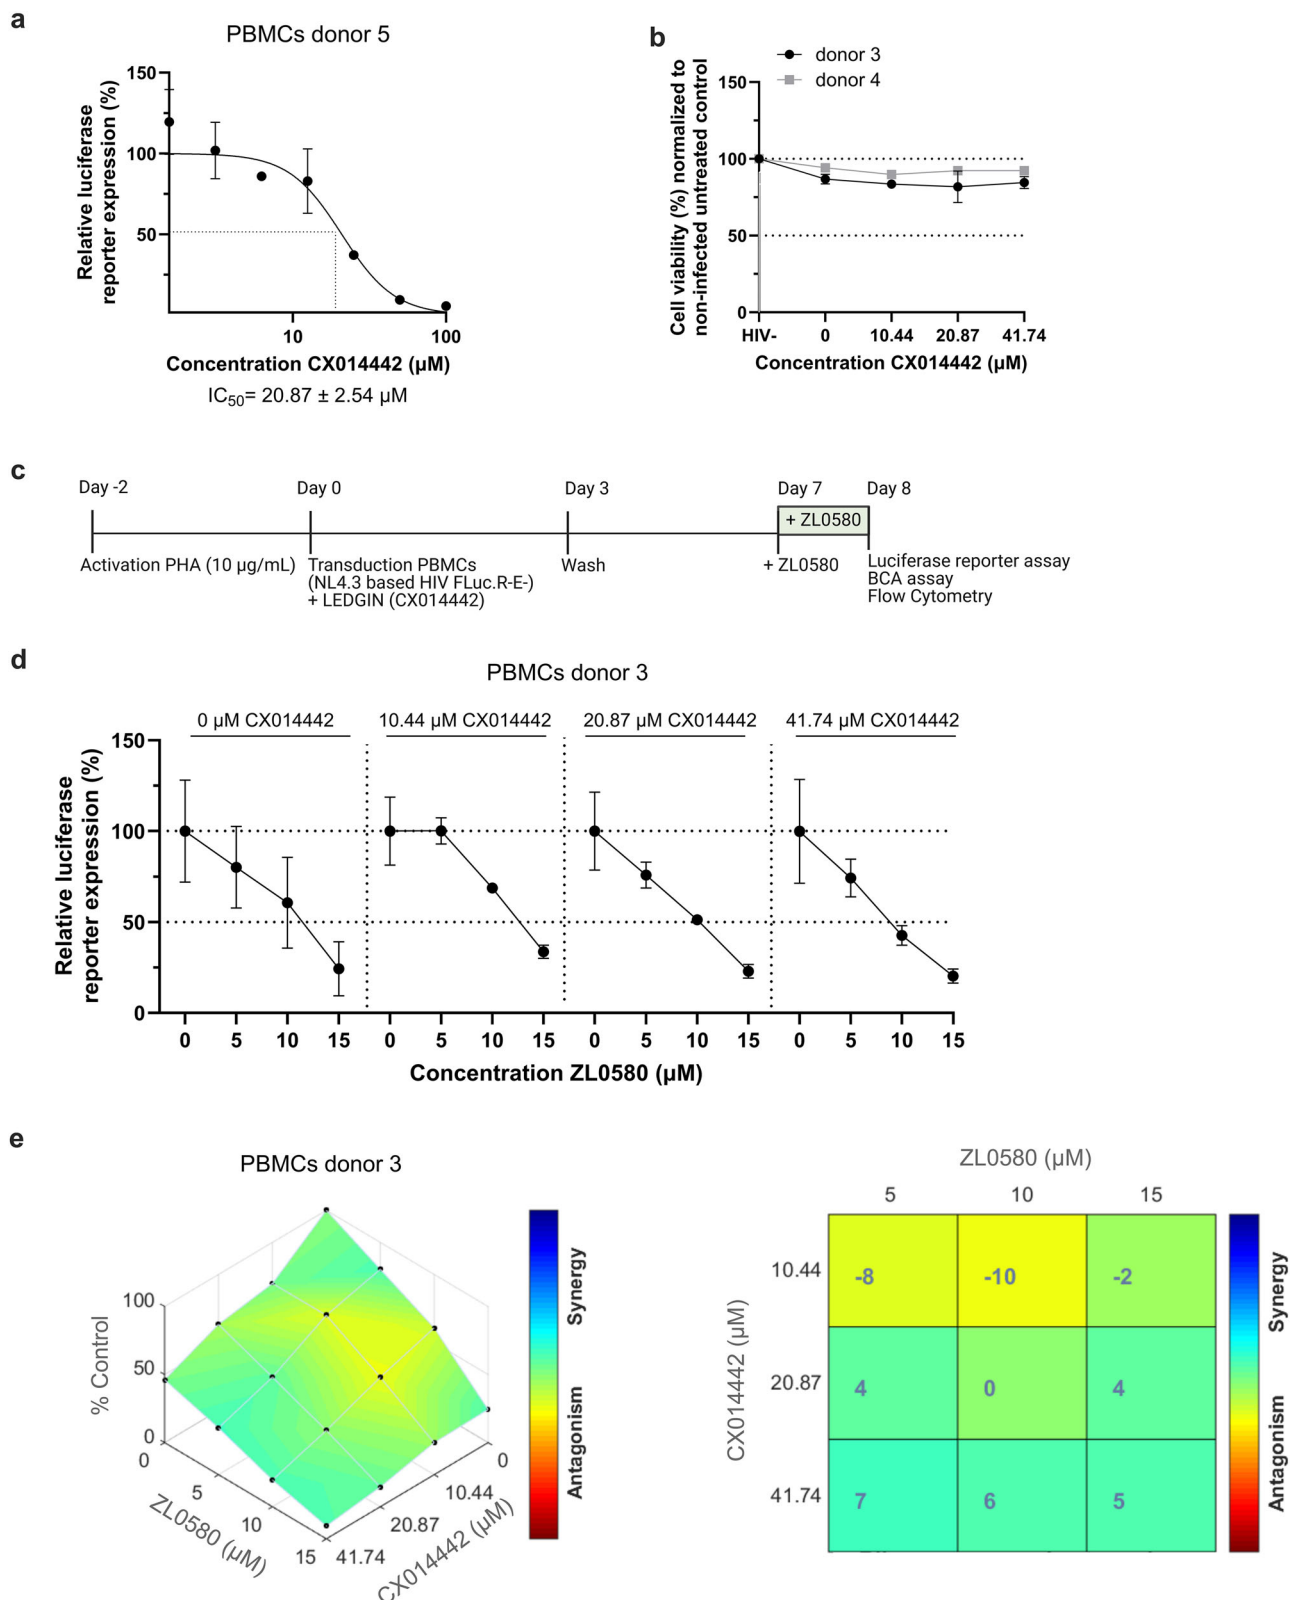 a
PBMCs donor 5
Relative luciferase
reporter expression (%)
150
100
50
10
100
Concentration CX014442 (µM)
IC50= 20.87 ± 2.54 µM
b
donor 3
donor 4
Cell viability (%) normalized to
non-infected untreated control
150
100
50
0
HIV-
0
10.44
20.87
41.74
Concentration CX014442 (µM)
c
Day -2
Day 0
Day 3
Day 7
Day 8
+ ZL0580
Activation PHA (10 µg/mL)
Transduction PBMCs
(NL4.3 based HIV FLuc.R-E-)
+ LEDGIN (CX014442)
Wash
+ ZL0580
Luciferase reporter assay
BCA assay
Flow Cytometry
d
PBMCs donor 3
0 µM CX014442
10.44 µM CX014442
20.87 µM CX014442
41.74 µM CX014442
Relative luciferase
reporter expression (%)
150
100
50
0
0 5 10 15 0 5 10 15 0 5 10 15 0 5 10 15
Concentration ZL0580 (µM)
e
PBMCs donor 3
% Control
100
50
0
0
5
10
15
ZL0580 (µM)
0
10.44
20.87
41.74
CX014442 (µM)
Synergy
Antagonism
ZL0580 (µM)
5 10 15
CX014442 (µM)
10.44 -8 -10 -2
20.87 4 0 4
41.74 7 6 5
Synergy
Antagonism